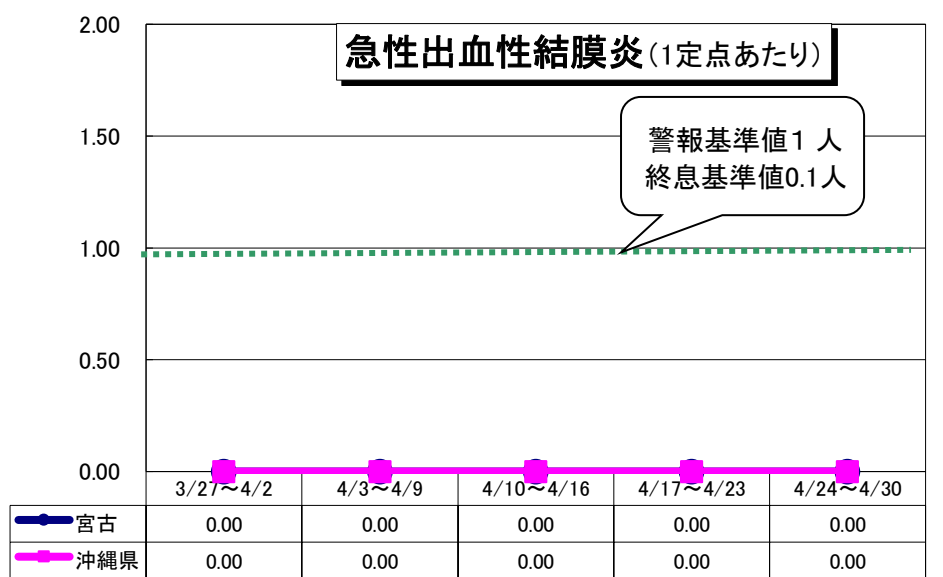 急性出血性結膜炎(1定点あたり)
警報基準値1 人
終息基準値0.1人
2.00
1.50
1.00
0.50
0.00
3/27～4/2 4/3～4/9 4/10～4/16 4/17～4/23 4/24～4/30
宮古 0.00 0.00 0.00 0.00 0.00
沖縄県 0.00 0.00 0.00 0.00 0.00